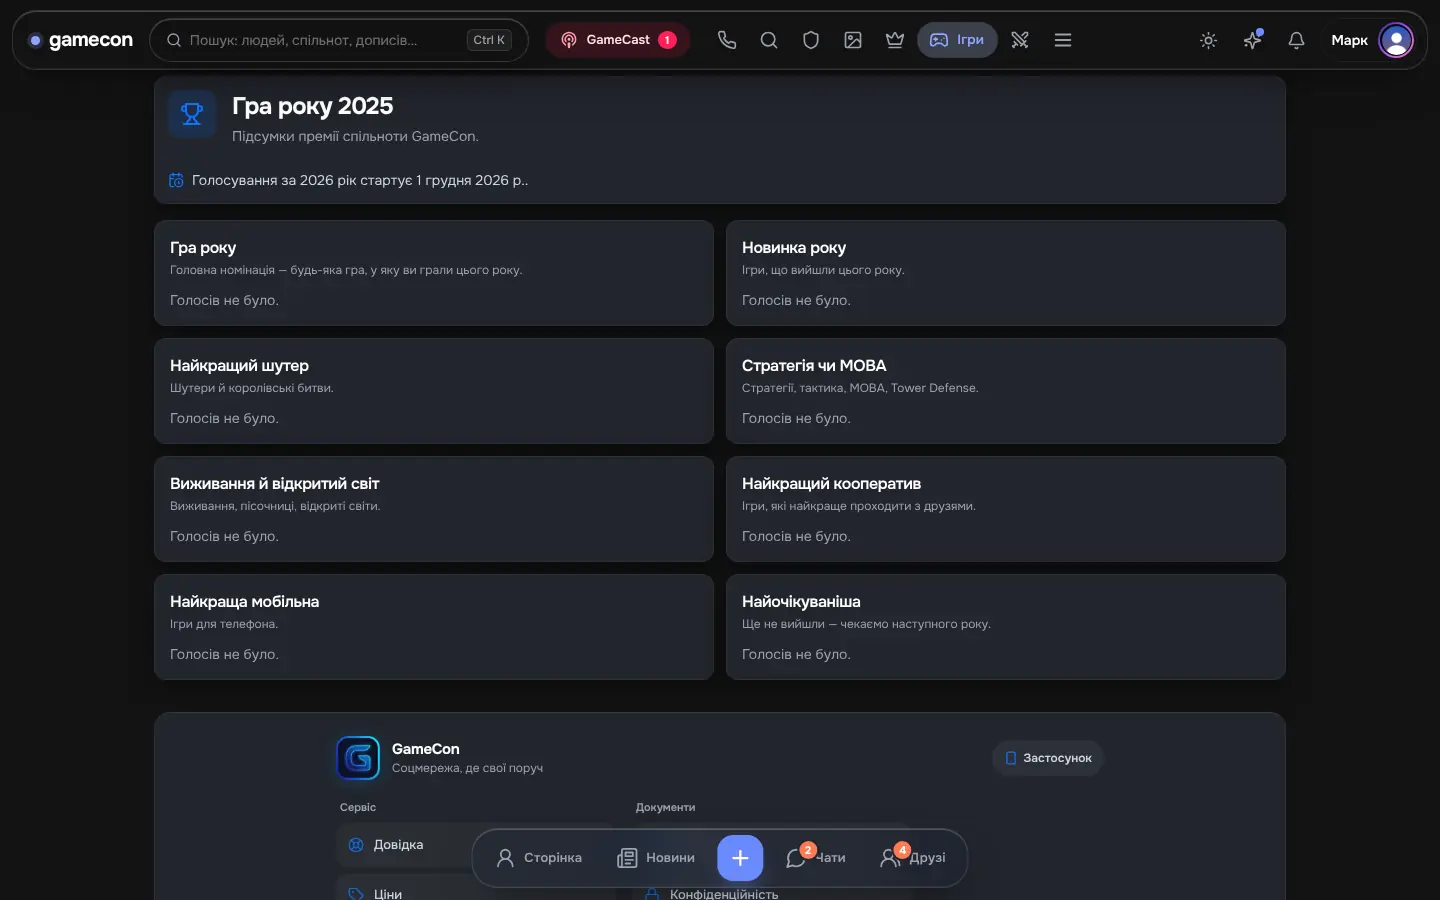 gamecon
Пошук: людей, спільнот, дописів...
Ctrl K
GameCast 1
Ігри
Марк
Гра року 2025
Підсумки премії спільноти GameCon.
Голосування за 2026 рік стартує 1 грудня 2026 р..
Гра року
Головна номінація — будь-яка гра, у яку ви грали цього року.
Голосів не було.
Новинка року
Ігри, що вийшли цього року.
Голосів не було.
Найкращий шутер
Шутери й королівські битви.
Голосів не було.
Стратегія чи MOBA
Стратегії, тактика, MOBA, Tower Defense.
Голосів не було.
Виживання й відкритий світ
Виживання, пісочниці, відкриті світи.
Голосів не було.
Найкращий кооператив
Ігри, які найкраще проходити з друзями.
Голосів не було.
Найкраща мобільна
Ігри для телефона.
Голосів не було.
Найочікуваніша
Ще не вийшли — чекаємо наступного року.
Голосів не було.
GameCon
Соцмережа, де свої поруч
Застосунок
Сервіс
Документи
Довідка
Ціни
Конфіденційність
Сторінка
Новини
2
Чати
4
Друзі